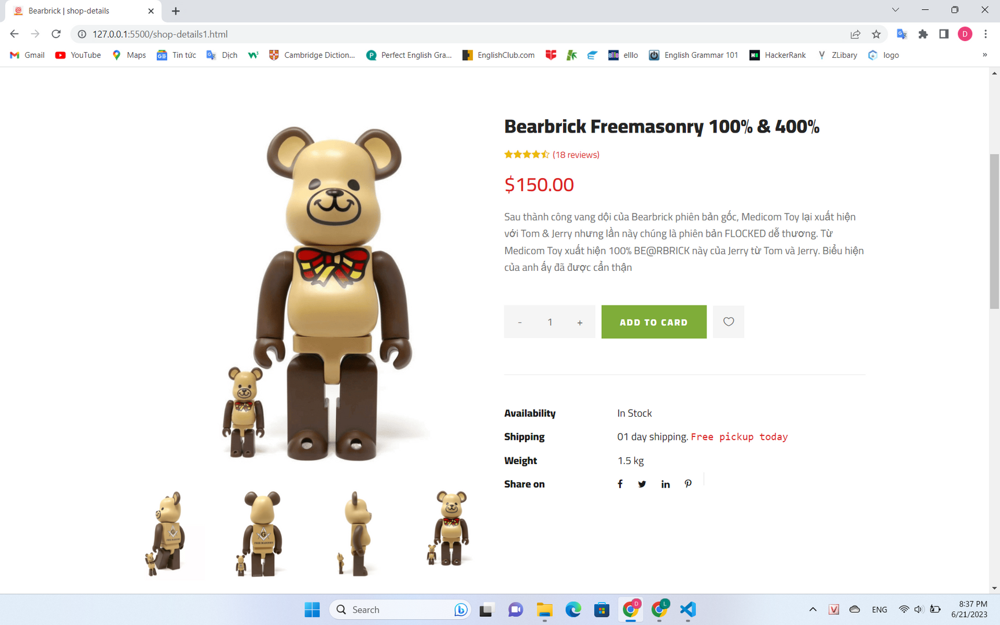 Bearbrick | shop-details
127.0.0.1:5500/shop-details1.html
Gmail YouTube Maps Tin tức Dịch Cambridge Diction... Perfect English Gra... EnglishClub.com elllo English Grammar 101 HackerRank ZLibary logo »
Bearbrick Freemasonry 100% & 400%
(18 reviews)
$150.00
Sau thành công vang dội của Bearbrick phiên bản gốc, Medicom Toy lại xuất hiện
với Tom & Jerry nhưng lần này chúng là phiên bản FLOCKED dễ thương. Từ
Medicom Toy xuất hiện 100% BE@RBRICK này của Jerry từ Tom và Jerry. Biểu hiện
của anh ấy đã được cẩn thận
- 1 + ADD TO CARD
Availability In Stock
Shipping 01 day shipping. Free pickup today
Weight 1.5 kg
Share on
FREE MASONRY
Search
ENG
8:37 PM
6/21/2023